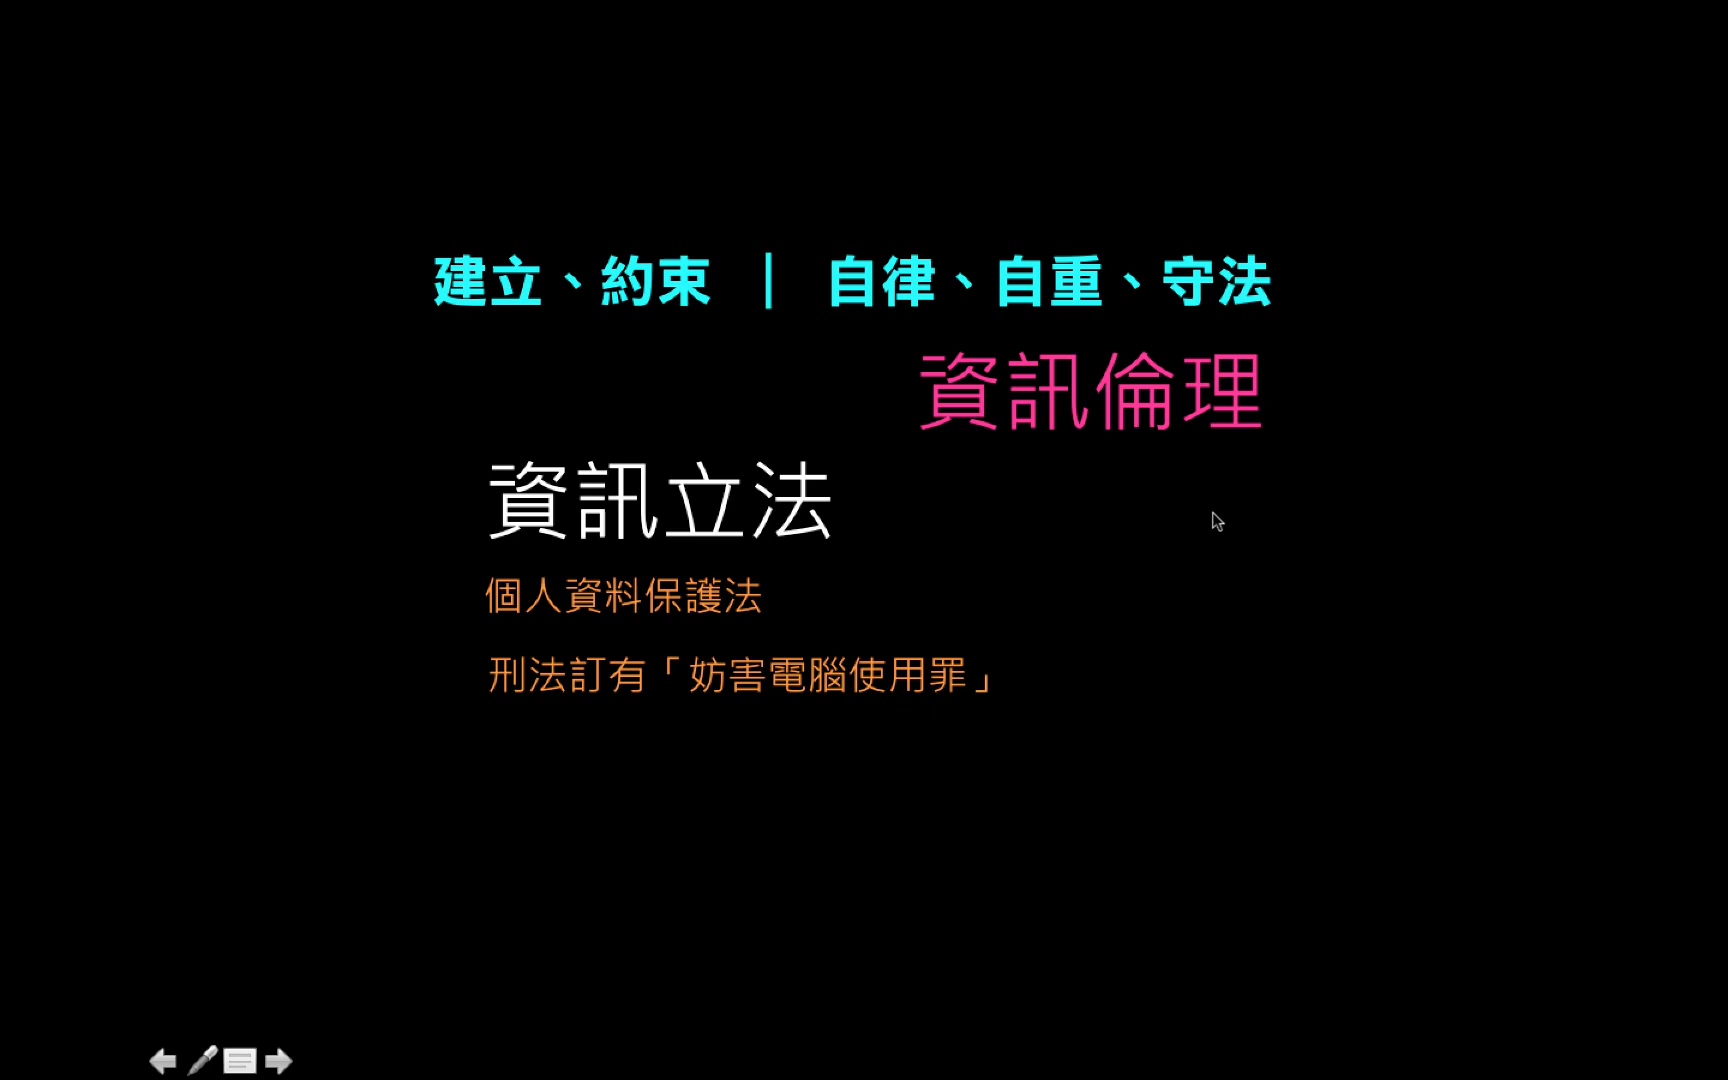 建立、約束 | 自律、自重、守法
資訊倫理
資訊立法
個人資料保護法
刑法訂有「妨害電腦使用罪」